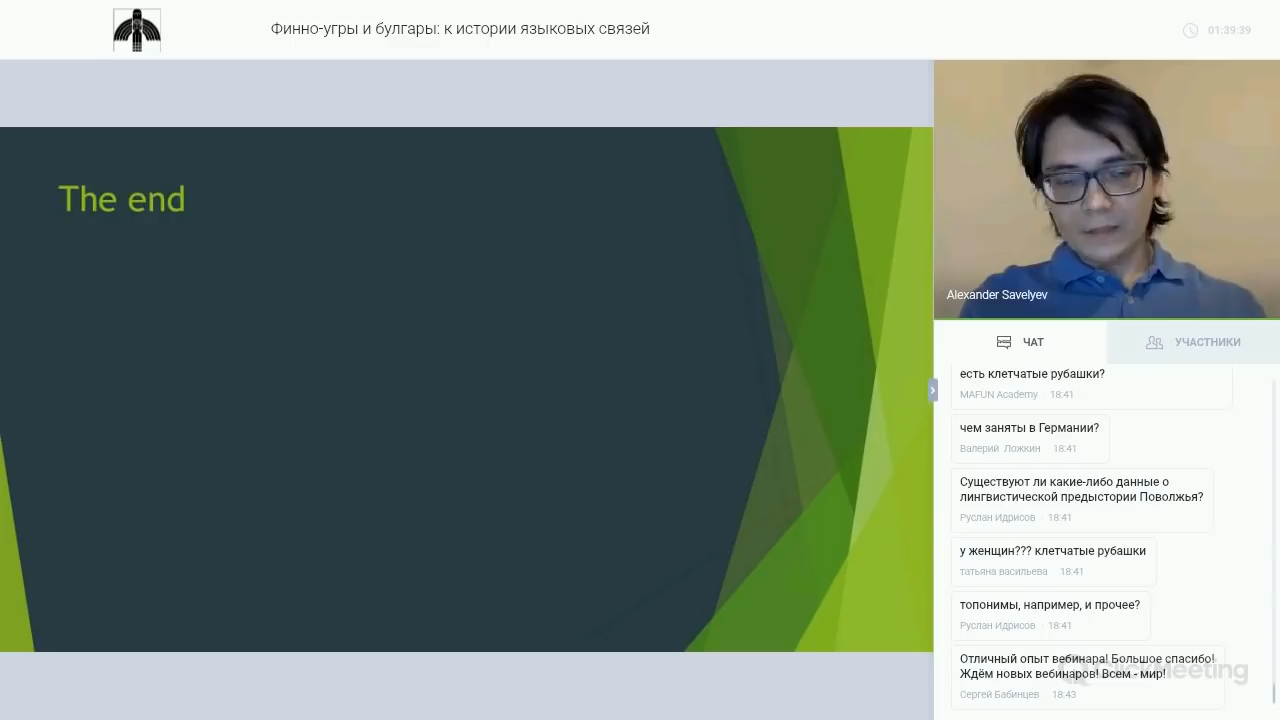 Финно-угры и булгары: к истории языковых связей
01:39:39
The end
Alexander Savelyev
ЧАТ
УЧАСТНИКИ
есть клетчатые рубашки?
MAFUN Academy 18:41
чем заняты в Германии?
Валерий Ложкин 18:41
Существуют ли какие-либо данные о
лингвистической предыстории Поволжья?
Руслан Идрисов 18:41
у женщин??? клетчатые рубашки
татьяна васильева 18:41
топонимы, например, и прочее?
Руслан Идрисов 18:41
Отличный опыт вебинара! Большое спасибо!
Ждём новых вебинаров! Всем - мир!
Сергей Бабинцев 18:43
ClickMeeting